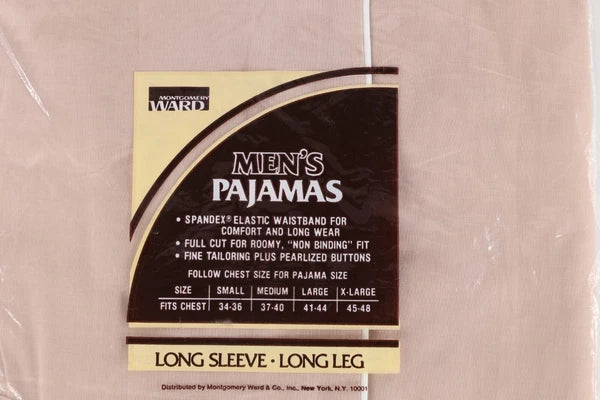 MONTGOMERY
WARD
MEN'S
PAJAMAS
• SPANDEX® ELASTIC WAISTBAND FOR
COMFORT AND LONG WEAR
• FULL CUT FOR ROOMY, "NON BINDING" FIT
• FINE TAILORING PLUS PEARLIZED BUTTONS
FOLLOW CHEST SIZE FOR PAJAMA SIZE
SIZE SMALL MEDIUM LARGE X-LARGE
FITS CHEST 34-36 37-40 41-44 45-48
LONG SLEEVE • LONG LEG
Distributed by Montgomery Ward & Co., Inc., New York, N.Y. 10001